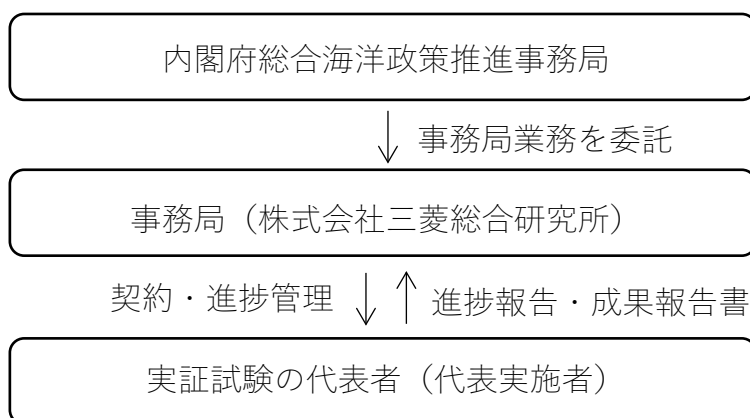 内閣府総合海洋政策推進事務局
事務局業務を委託
事務局（株式会社三菱総合研究所）
契約・進捗管理
進捗報告・成果報告書
実証試験の代表者（代表実施者）